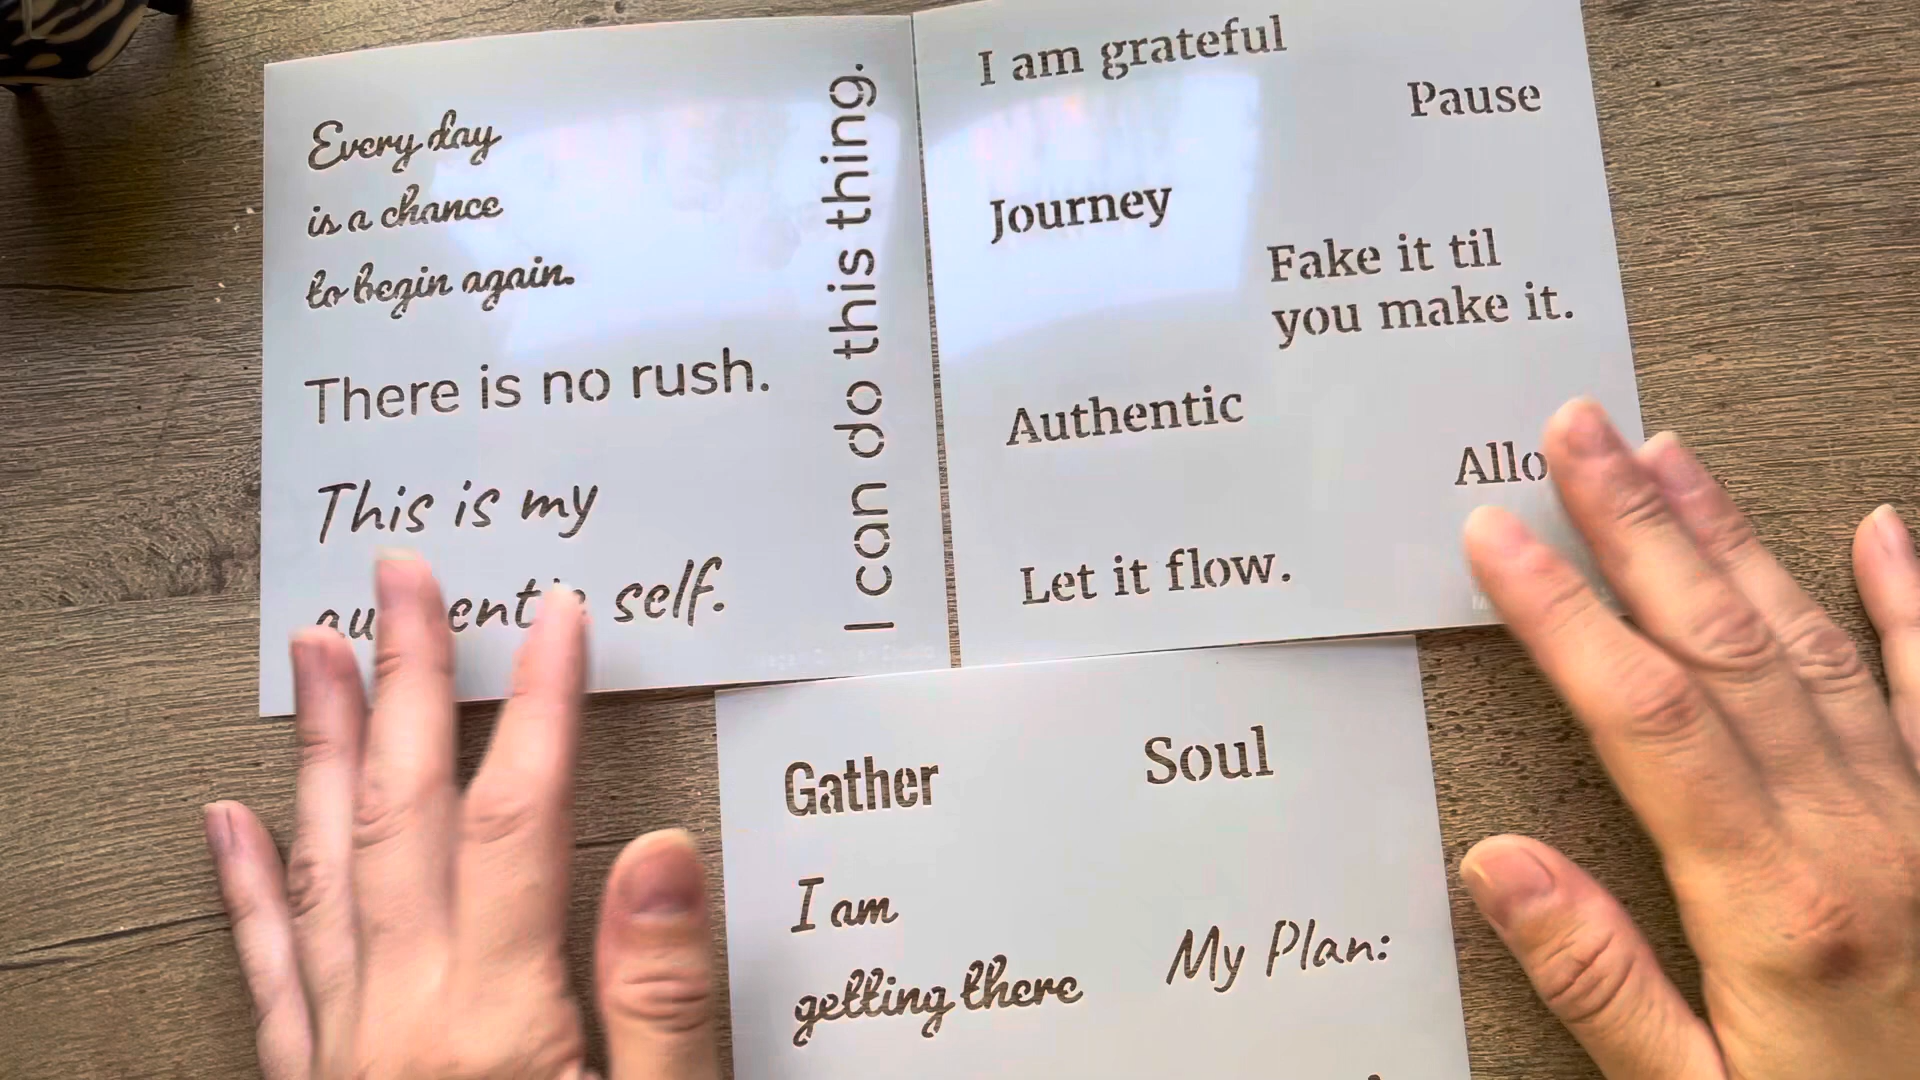 Every day
is a chance
to begin again.
There is no rush.
This is my
self.
I can do this thing.
I am grateful
Pause
Journey
Fake it til
you make it.
Authentic
Let it flow.
Gather
Soul
I am
getting there
My Plan: